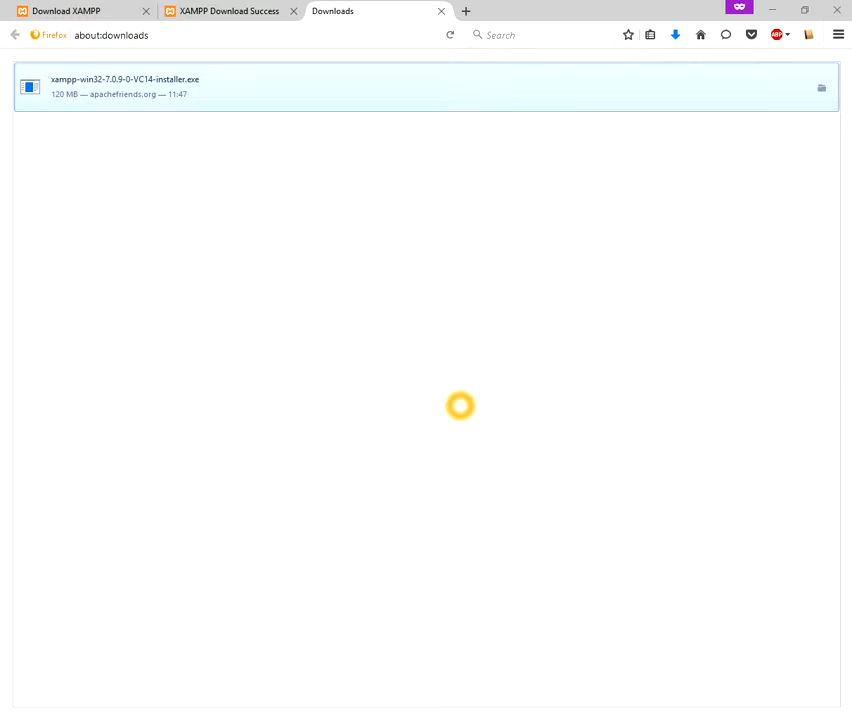 Download XAMPP
XAMPP Download Success
Downloads
Firefox
about:downloads
Search
ABP
xampp-win32-7.0.9-0-VC14-installer.exe
120 MB — apachefriends.org — 11:47